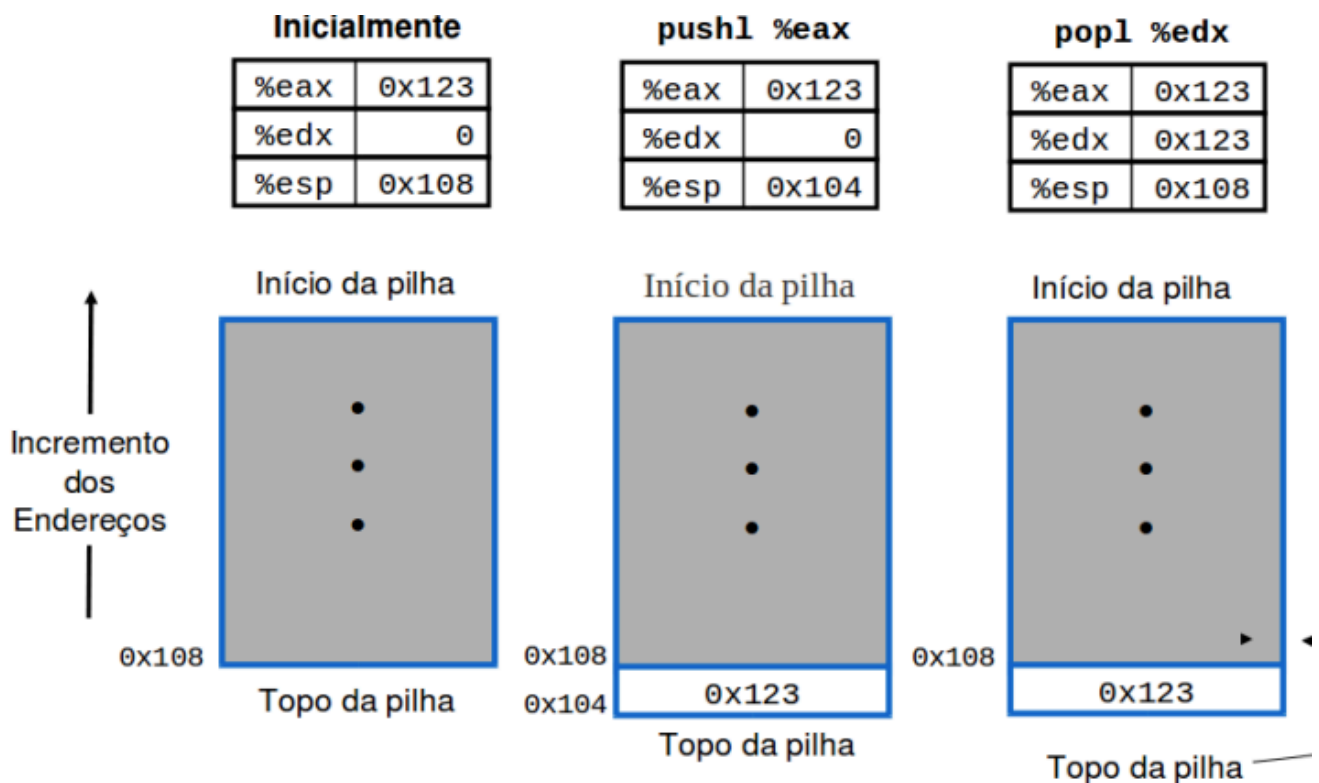 Inicialmente
%eax 0x123
%edx 0
%esp 0x108
pushl %eax
%eax 0x123
%edx 0
%esp 0x104
popl %edx
%eax 0x123
%edx 0x123
%esp 0x108
Incremento
dos
Endereços
Início da pilha
0x108
Topo da pilha
Início da pilha
0x108
0x104
0x123
Topo da pilha
Início da pilha
0x108
0x123
Topo da pilha